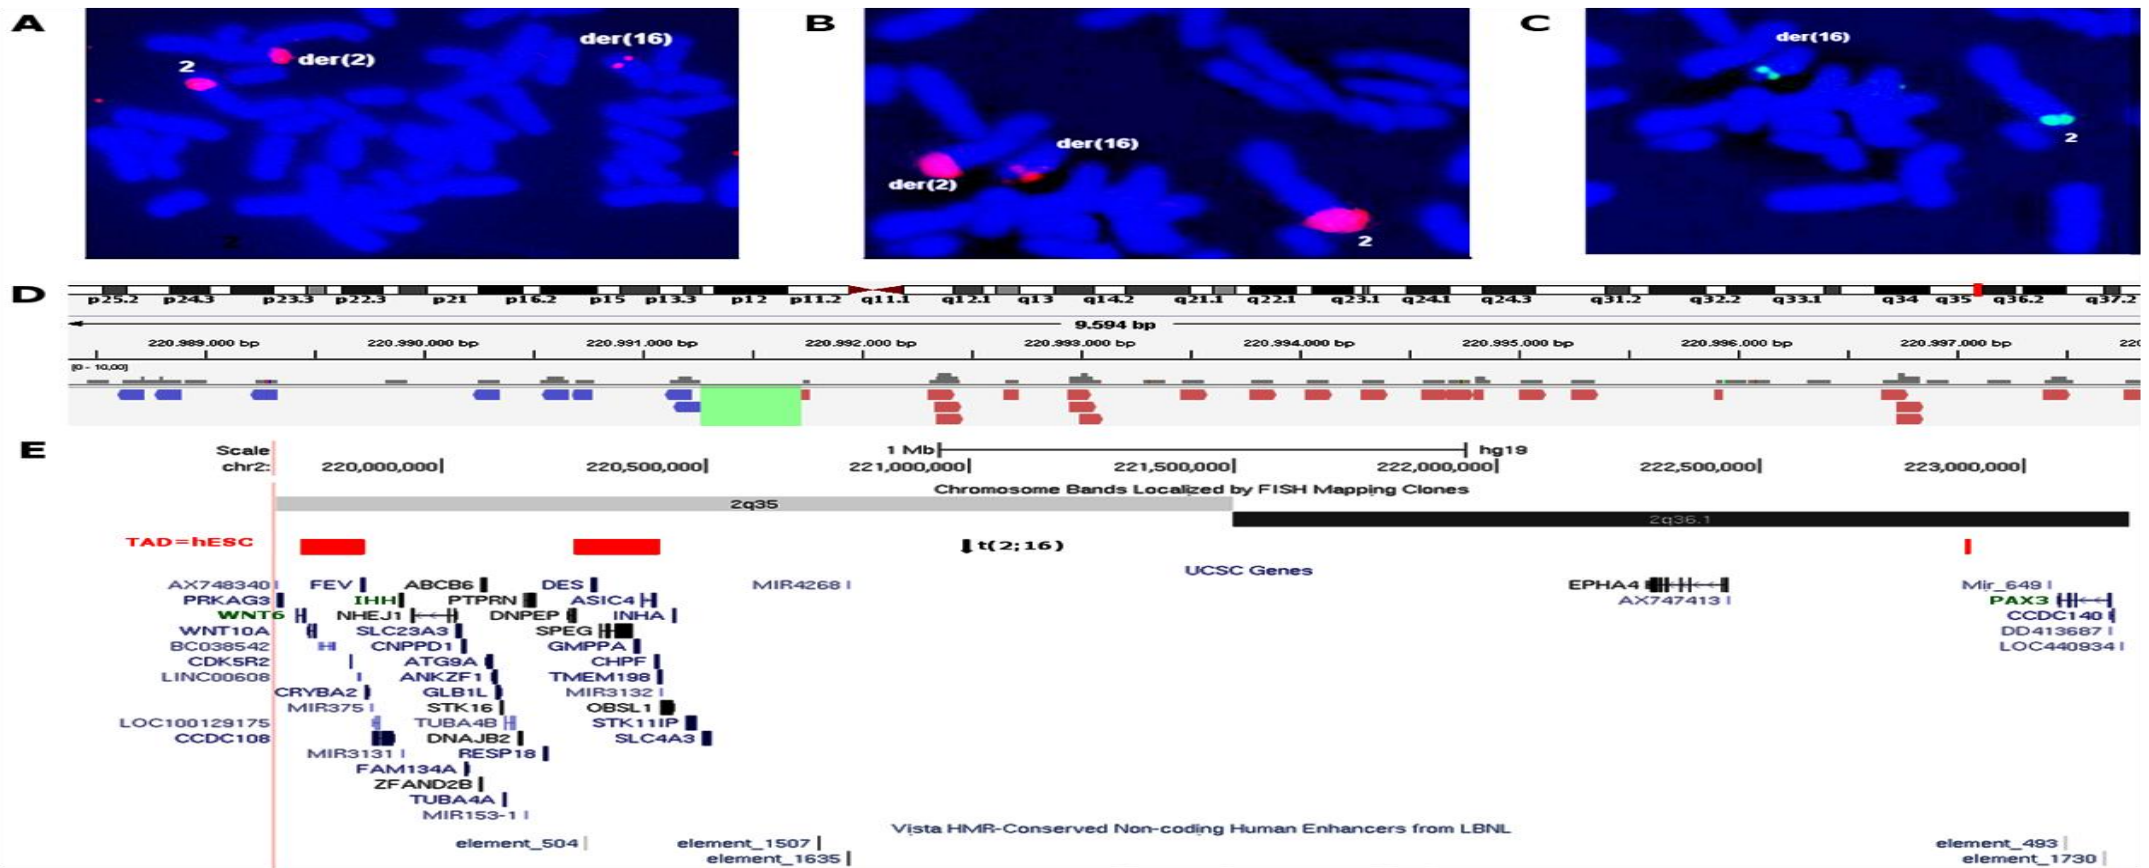 A
2
der(2)
der(16)
B
der(2)
der(16)
2
C
der(16)
2
D
p25.2 p24.3 p23.3 p22.3 p21 p16.2 p15 p13.3 p12 p11.2 q11.1 q12.1 q13 q14.2 q21.1 q22.1 q23.1 q24.1 q24.3 q31.2 q32.2 q33.1 q34 q35 q36.2 q37.2
9.594 bp
220.989.000 bp 220.990.000 bp 220.991.000 bp 220.992.000 bp 220.993.000 bp 220.994.000 bp 220.995.000 bp 220.996.000 bp 220.997.000 bp 220
[0 - 10,00]
E
Scale 1 Mb hg19
chr2: 220,000,000 220,500,000 221,000,000 221,500,000 222,000,000 222,500,000 223,000,000
Chromosome Bands Localized by FISH Mapping Clones
2q35
2q36.1
TAD=hESC t(2;16)
UCSC Genes
AX748340 FEV ABCB6 DES MIR4268 EPHA4 Mir_649
PRKAG3 IHH PTPRN ASIC4 AX747413 PAX3
WNT6 NHEJ1 DNPEP INHA CCDC140
WNT10A SLC23A3 SPEG DD413687
BC038542 CNPPD1 GMPPA LOC440934
CDK5R2 ATG9A CHPF
LINC00608 ANKZF1 TMEM198
CRYBA2 GLB1L MIR3132
MIR375 STK16 OBSL1
LOC100129175 TUBA4B STK11IP
CCDC108 DNAJB2 SLC4A3
MIR3131 RESP18
FAM134A
ZFAND2B
TUBA4A
MIR153-1
Vista HMR-Conserved Non-coding Human Enhancers from LBNL
element_504 element_1507 element_493
element_1635 element_1730